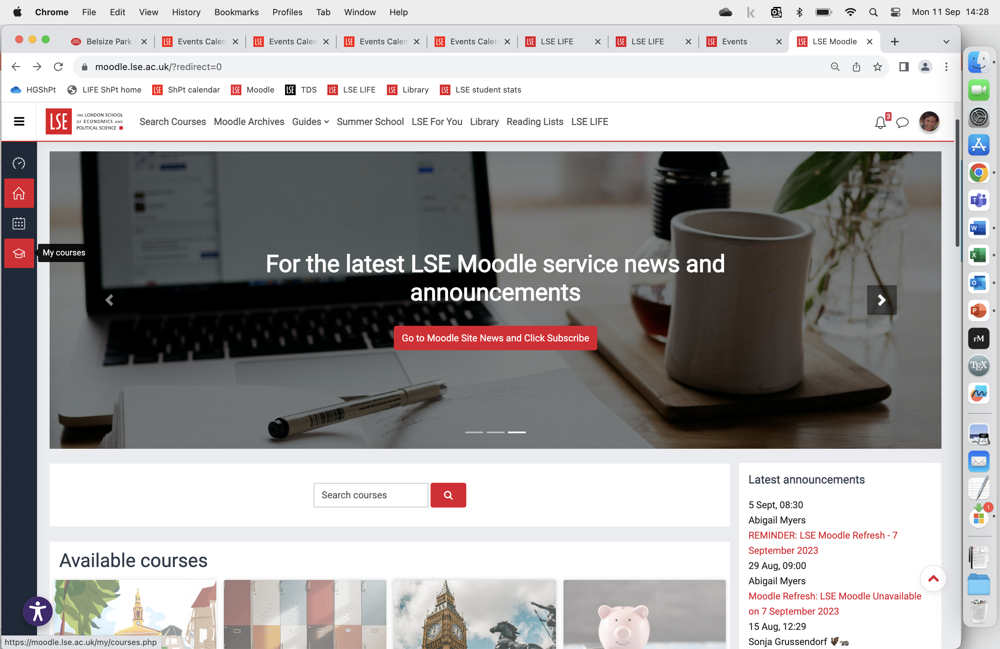 Chrome File Edit View History Bookmarks Profiles Tab Window Help
Mon 11 Sep 14:28
Belsize Park
Events Calen
Events Calen
Events Calen
Events Calen
LSE LIFE
LSE LIFE
Events
LSE Moodle
moodle.lse.ac.uk/?redirect=0
HGShPt
LIFE ShPt home
ShPt calendar
Moodle
TDS
LSE LIFE
Library
LSE student stats
LSE
THE LONDON SCHOOL
OF ECONOMICS AND
POLITICAL SCIENCE
Search Courses Moodle Archives Guides Summer School LSE For You Library Reading Lists LSE LIFE
3
My courses
For the latest LSE Moodle service news and
announcements
Go to Moodle Site News and Click Subscribe
Search courses
Available courses
Latest announcements
5 Sept, 08:30
Abigail Myers
REMINDER: LSE Moodle Refresh - 7
September 2023
29 Aug, 09:00
Abigail Myers
Moodle Refresh: LSE Moodle Unavailable
on 7 September 2023
15 Aug, 12:29
Sonja Grussendorf 🦇🦡
https://moodle.lse.ac.uk/my/courses.php
rM
TEX
1